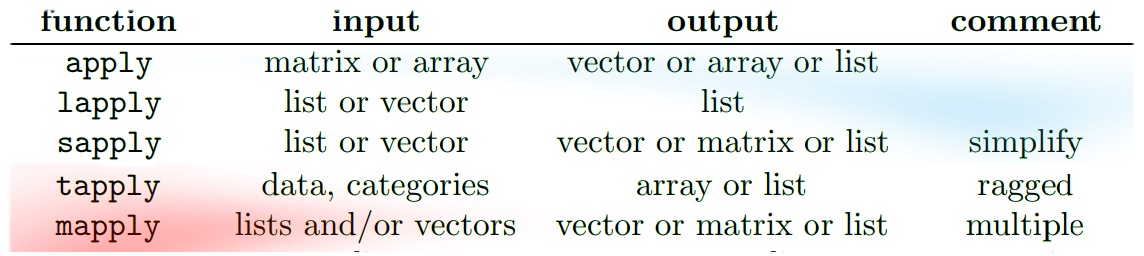 function input output comment
apply matrix or array vector or array or list
lapply list or vector list
sapply list or vector vector or matrix or list simplify
tapply data, categories array or list ragged
mapply lists and/or vectors vector or matrix or list multiple